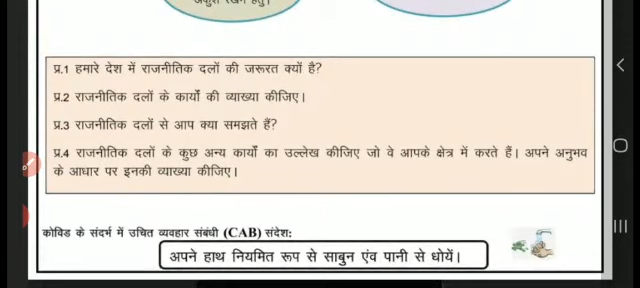 अंकुश रखने हेतु।
प्र.1 हमारे देश में राजनीतिक दलों की जरूरत क्यों है?
प्र.2 राजनीतिक दलों के कार्यों की व्याख्या कीजिए।
प्र.3 राजनीतिक दलों से आप क्या समझते हैं?
प्र.4 राजनीतिक दलों के कुछ अन्य कार्यों का उल्लेख कीजिए जो वे आपके क्षेत्र में करते हैं। अपने अनुभव
के आधार पर इनकी व्याख्या कीजिए।
कोविड के संदर्भ में उचित व्यवहार संबंधी (CAB) संदेश:
अपने हाथ नियमित रूप से साबुन एंव पानी से धोयें।